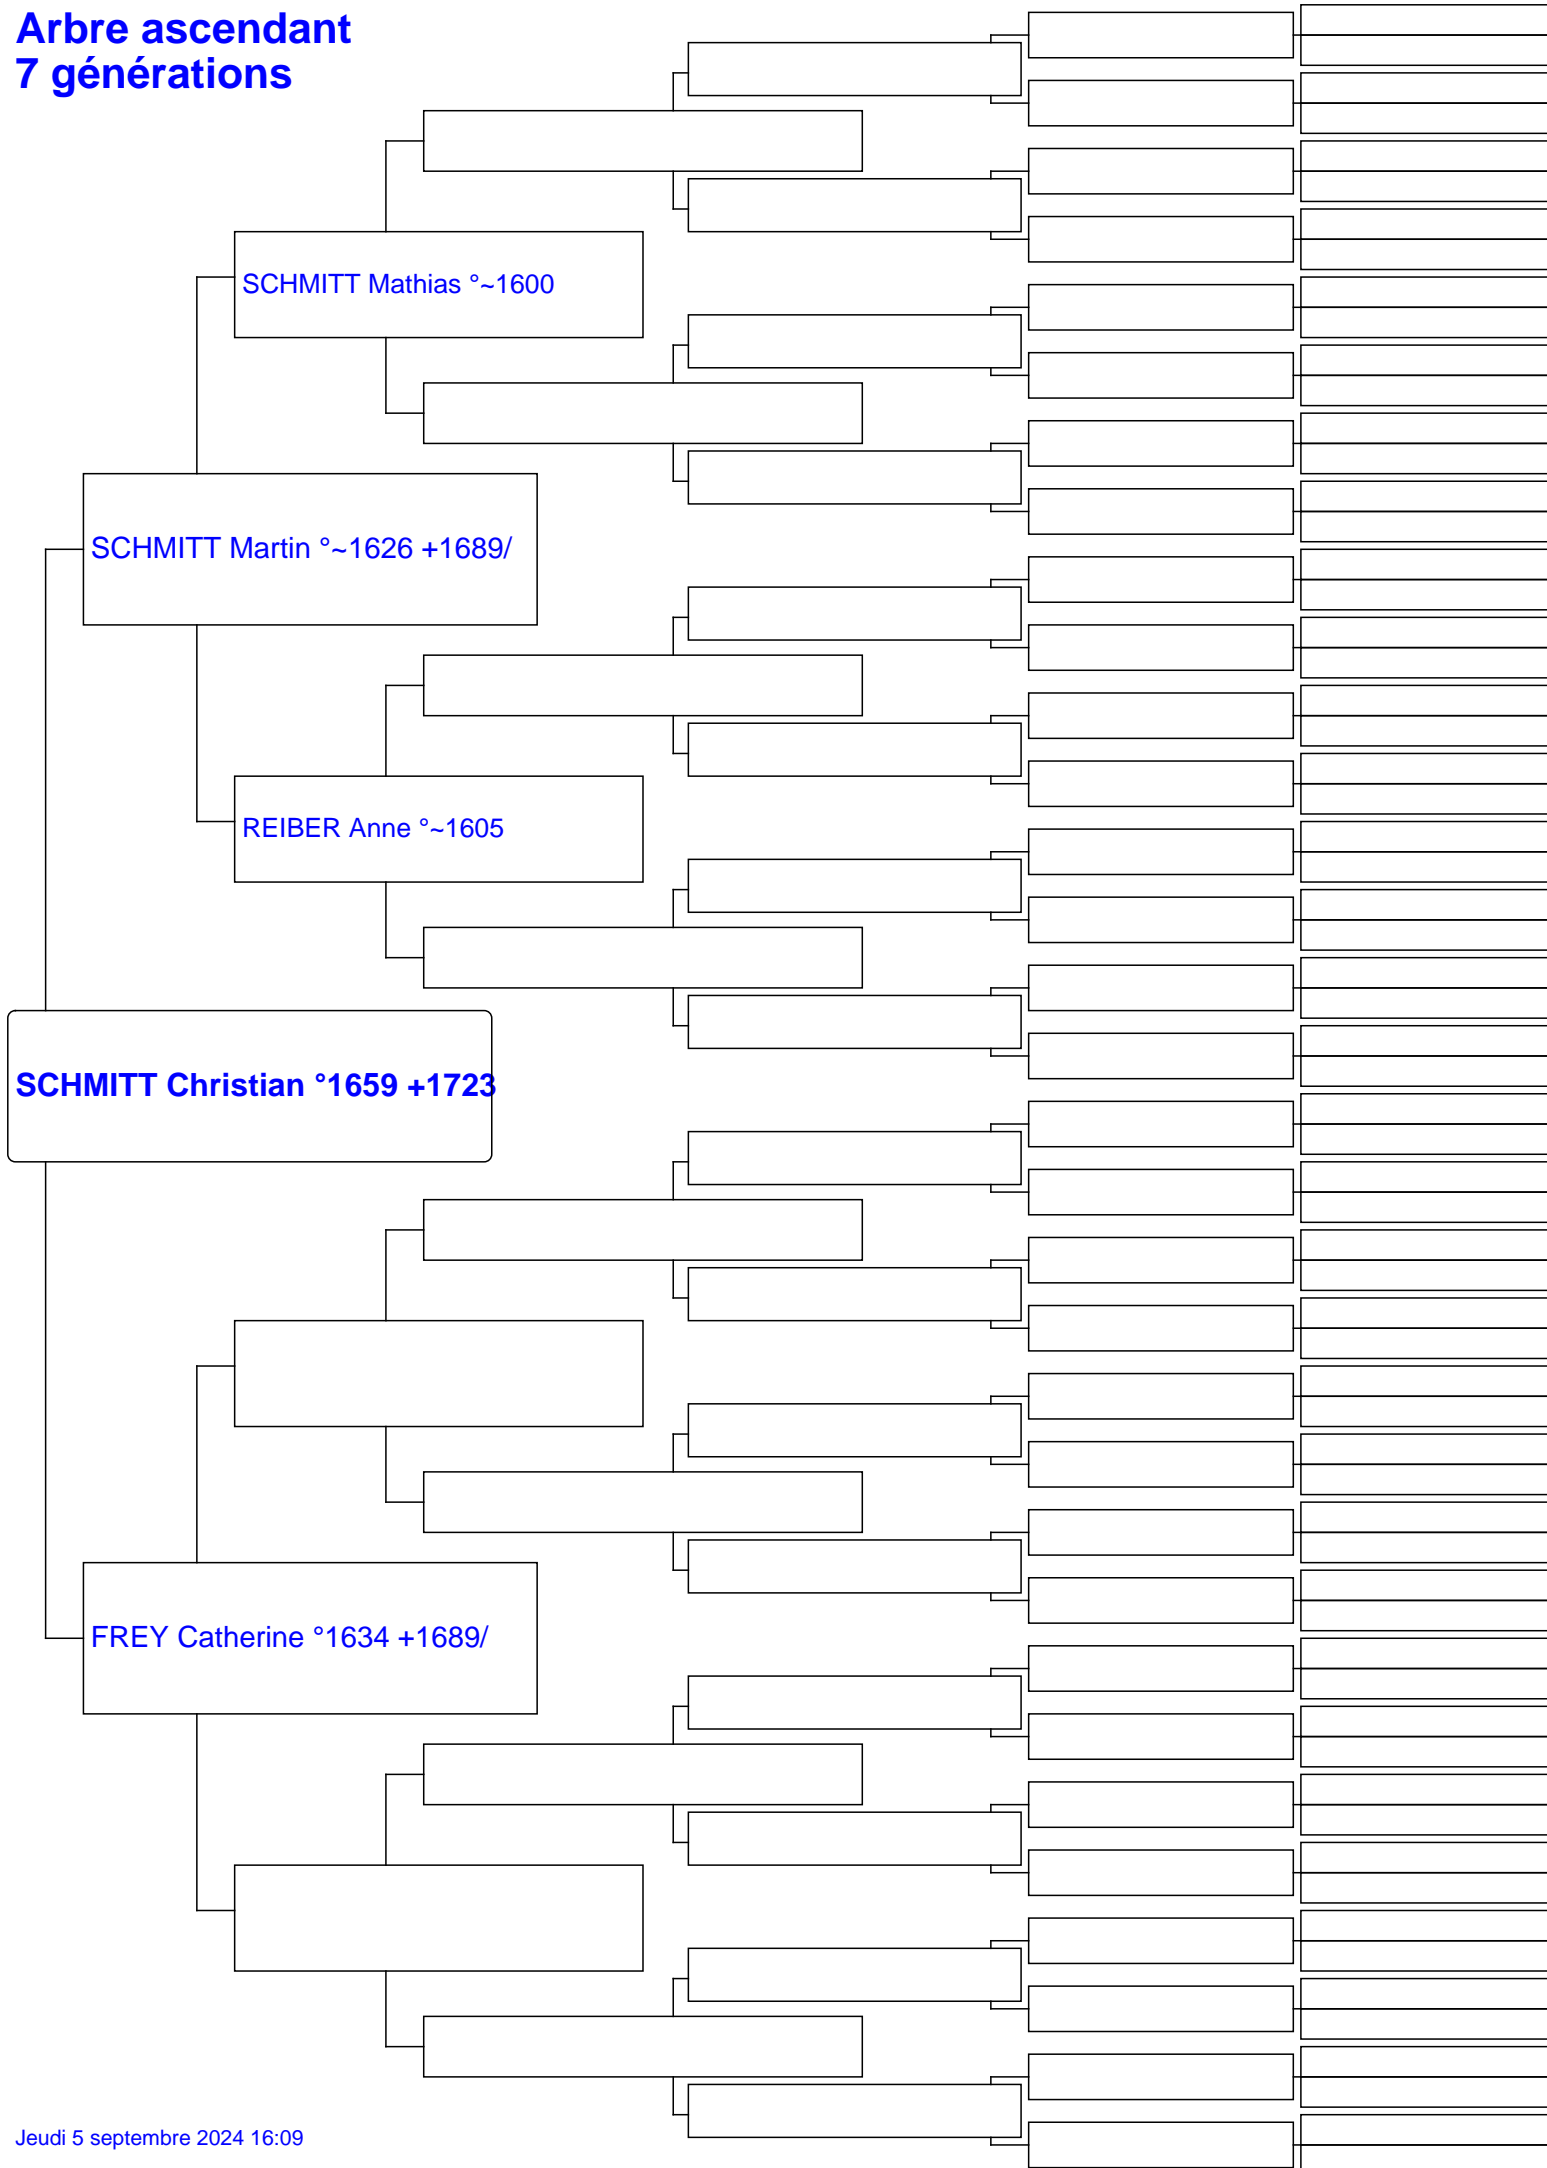 Arbre ascendant
7 générations
SCHMITT Mathias °~1600
SCHMITT Martin °~1626 +1689/
REIBER Anne °~1605
SCHMITT Christian °1659 +1723
FREY Catherine °1634 +1689/
Jeudi 5 septembre 2024 16:09